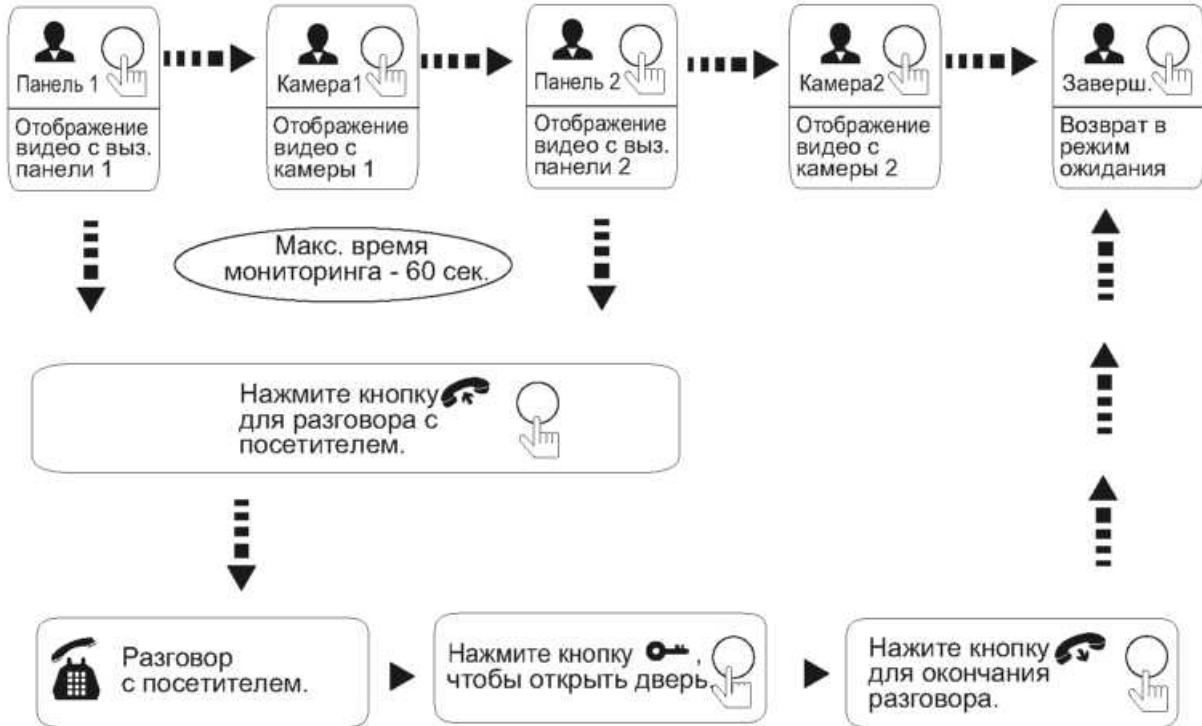 Панель 1
Отображение
видео с выз.
панели 1
Камера1
Отображение
видео с
камеры 1
Панель 2
Отображение
видео с выз.
панели 2
Камера2
Отображение
видео с
камеры 2
Заверш.
Возврат в
режим
ожидания
Макс. время
мониторинга - 60 сек.
Нажмите кнопку
для разговора с
посетителем.
Разговор
с посетителем.
Нажмите кнопку ,
чтобы открыть дверь.
Нажите кнопку
для окончания
разговора.